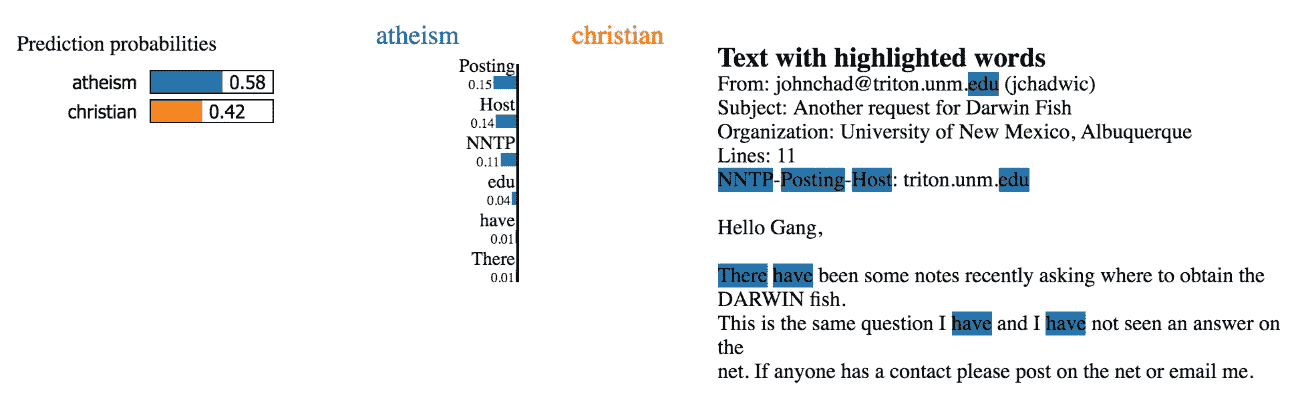 Prediction probabilities
atheism 0.58
christian 0.42
atheism christian
Posting
0.15
Host
0.14
NNTP
0.11
edu
0.04
have
0.01
There
0.01
Text with highlighted words
From: johnchad@triton.unm.edu (jchadwic)
Subject: Another request for Darwin Fish
Organization: University of New Mexico, Albuquerque
Lines: 11
NNTP-Posting-Host: triton.unm.edu
Hello Gang,
There have been some notes recently asking where to obtain the
DARWIN fish.
This is the same question I have and I have not seen an answer on
the
net. If anyone has a contact please post on the net or email me.